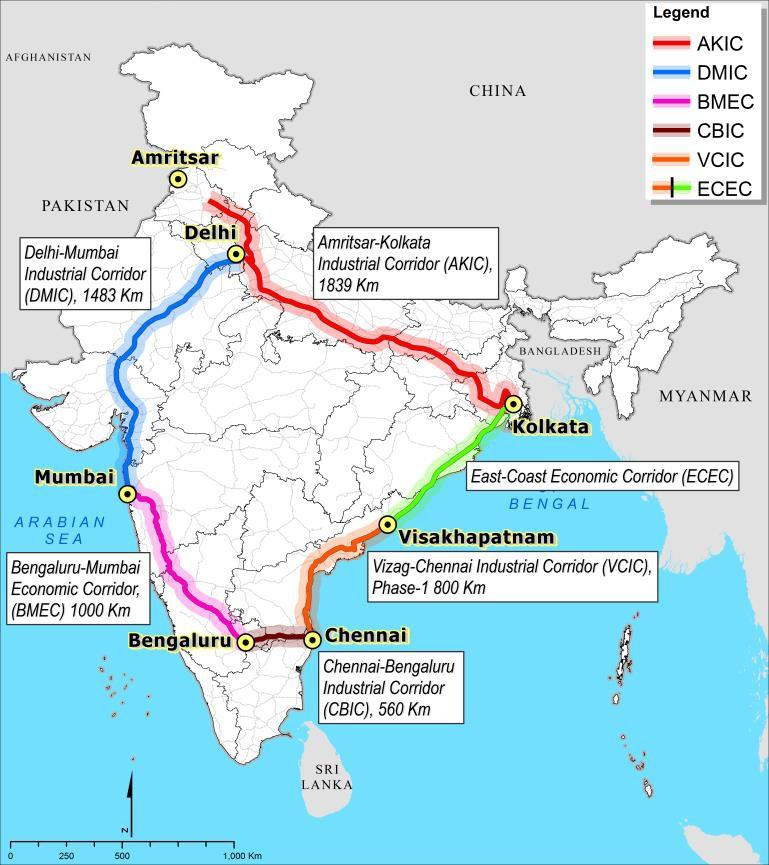 Legend
AKIC
DMIC
BMEC
CBIC
VCIC
ECEC
AFGHANISTAN
CHINA
Amritsar
PAKISTAN
Delhi
Delhi-Mumbai
Industrial Corridor
(DMIC), 1483 Km
Amritsar-Kolkata
Industrial Corridor (AKIC),
1839 Km
BANGLADESH
MYANMAR
Kolkata
Mumbai
East-Coast Economic Corridor (ECEC)
BENGAL
ARABIAN
SEA
Visakhapatnam
Bengaluru-Mumbai
Economic Corridor,
(BMEC) 1000 Km
Vizag-Chennai Industrial Corridor (VCIC),
Phase-1 800 Km
Bengaluru
Chennai
Chennai-Bengaluru
Industrial Corridor
(CBIC), 560 Km
SRI
LANKA
N
0 250 500 1,000 Km